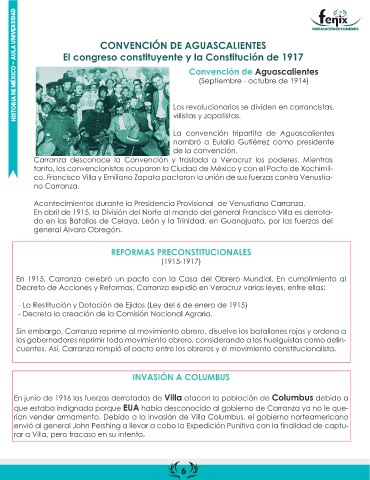 HISTORIA DE MÉXICO - AULA UNIVERSIDAD
fenix
PREPARACIÓN DE EXÁMENES
CONVENCIÓN DE AGUASCALIENTES
El congreso constituyente y la Constitución de 1917
Convención de Aguascalientes
(Septiembre - octubre de 1914)
Los revolucionarios se dividen en carrancistas,
villistas y zapatistas.
La convención tripartita de Aguascalientes
nombró a Eulalio Gutiérrez como presidente
de la convención.
Carranza desconoce la Convención y traslada a Veracruz los poderes. Mientras
tanto, los convencionistas ocuparon la Ciudad de México y con el Pacto de Xochimil-
co, Francisco Villa y Emiliano Zapata pactaron la unión de sus fuerzas contra Venustia-
no Carranza.
Acontecimientos durante la Presidencia Provisional de Venustiano Carranza.
En abril de 1915, la División del Norte al mando del general Francisco Villa es derrota-
do en las Batallas de Celaya, León y la Trinidad, en Guanajuato, por las fuerzas del
general Álvaro Obregón.
REFORMAS PRECONSTITUCIONALES
(1915-1917)
En 1915, Carranza celebró un pacto con la Casa del Obrero Mundial. En cumplimiento al
Decreto de Acciones y Reformas, Carranza expidió en Veracruz varias leyes, entre ellas:
- La Restitución y Dotación de Ejidos (Ley del 6 de enero de 1915)
- Decreta la creación de la Comisión Nacional Agraria.
Sin embargo, Carranza reprime al movimiento obrero, disuelve los batallones rojos y ordena a
los gobernadores reprimir todo movimiento obrero, considerando a los huelguistas como delin-
cuentes. Así, Carranza rompió el pacto entre los obreros y el movimiento constitucionalista.
INVASIÓN A COLUMBUS
En junio de 1916 las fuerzas derrotadas de Villa atacan la población de Columbus debido a
que estaba indignada porque EUA había desconocido al gobierno de Carranza ya no le que-
rían vender armamento. Debido a la invasión de Villa Columbus, el gobierno norteamericano
envió al general John Pershing a llevar a cabo la Expedición Punitiva con la finalidad de captu-
rar a Villa, pero fracaso en su intento.
6